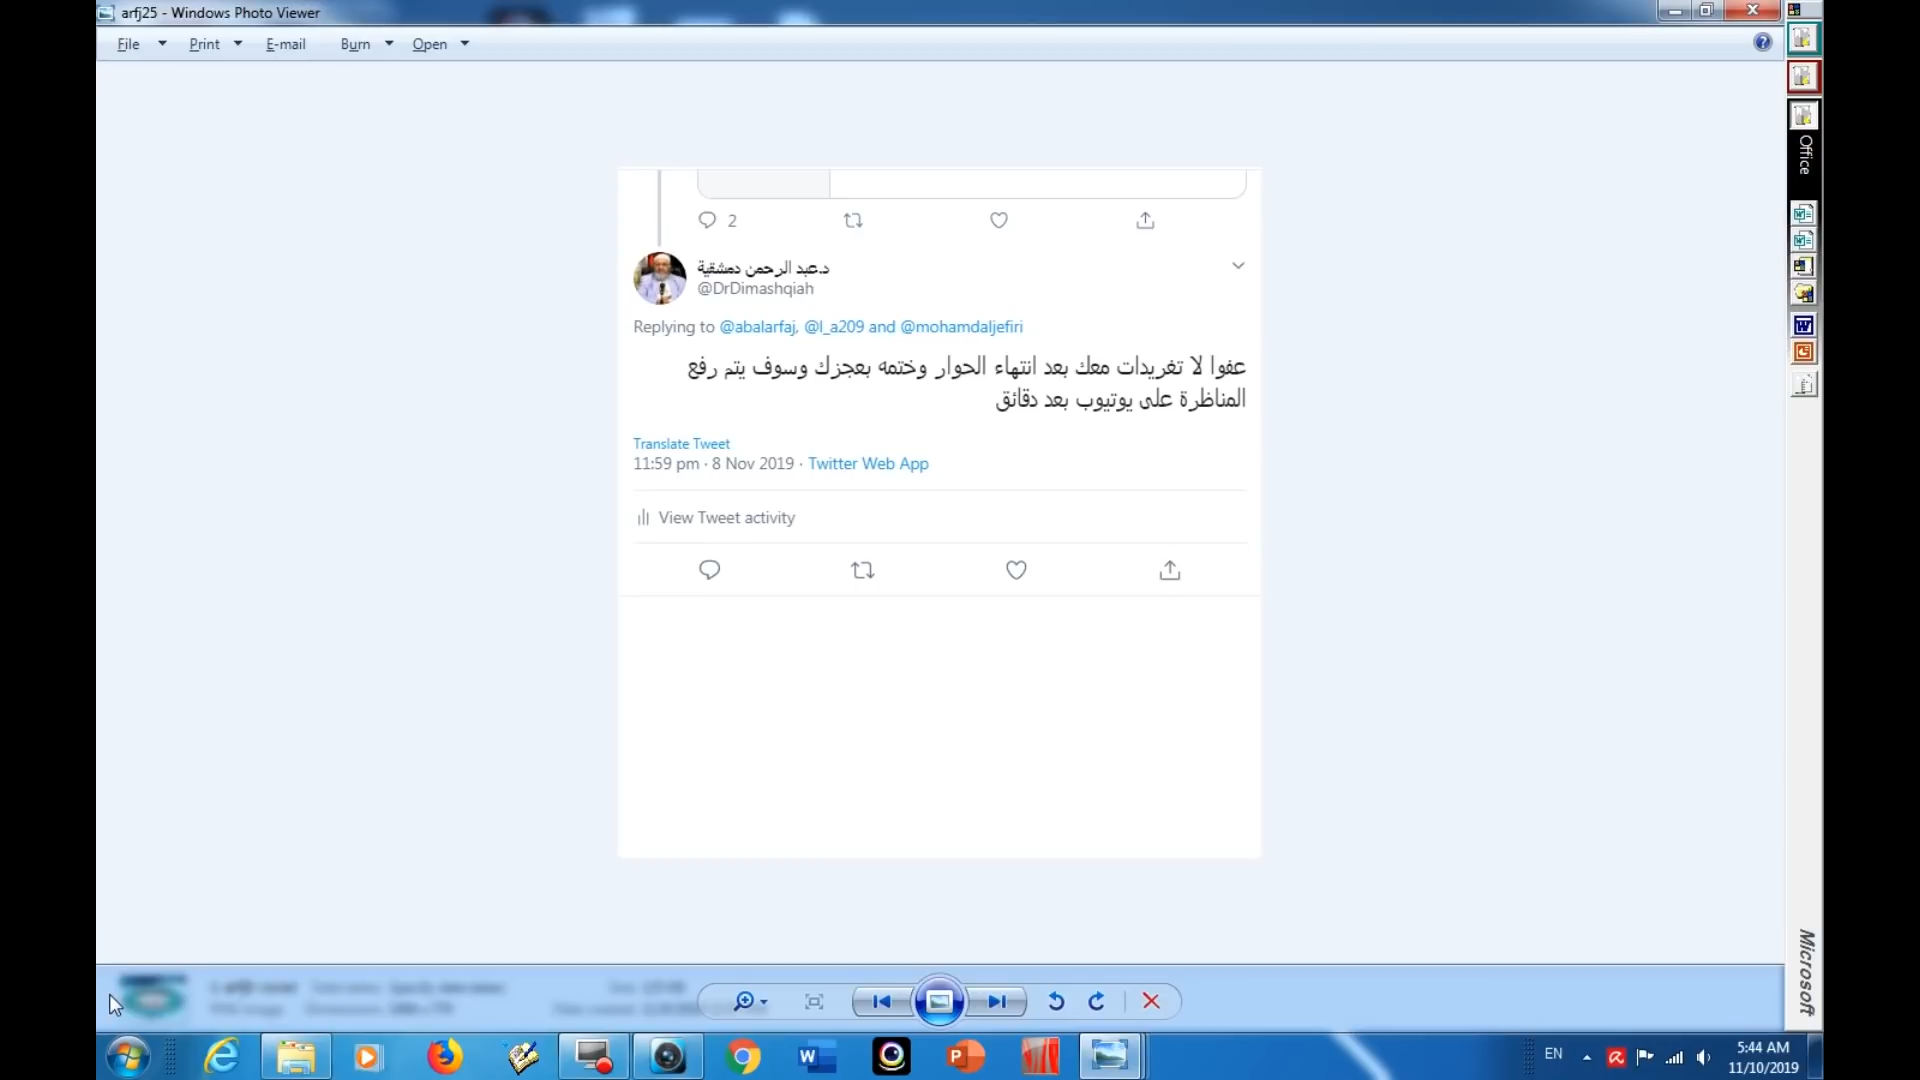 arfj25 - Windows Photo Viewer
File Print E-mail Burn Open
Office
2
د.عبد الرحمن دمشقية
@DrDimashqiah
Replying to @abalarfaj, @l_a209 and @mohamdaljefiri
عفوا لا تغريدات معك بعد انتهاء الحوار وختمه بعجزك وسوف يتم رفع
المناظرة على يوتيوب بعد دقائق
Translate Tweet
11:59 pm · 8 Nov 2019 · Twitter Web App
View Tweet activity
Microsoft
EN
5:44 AM
11/10/2019